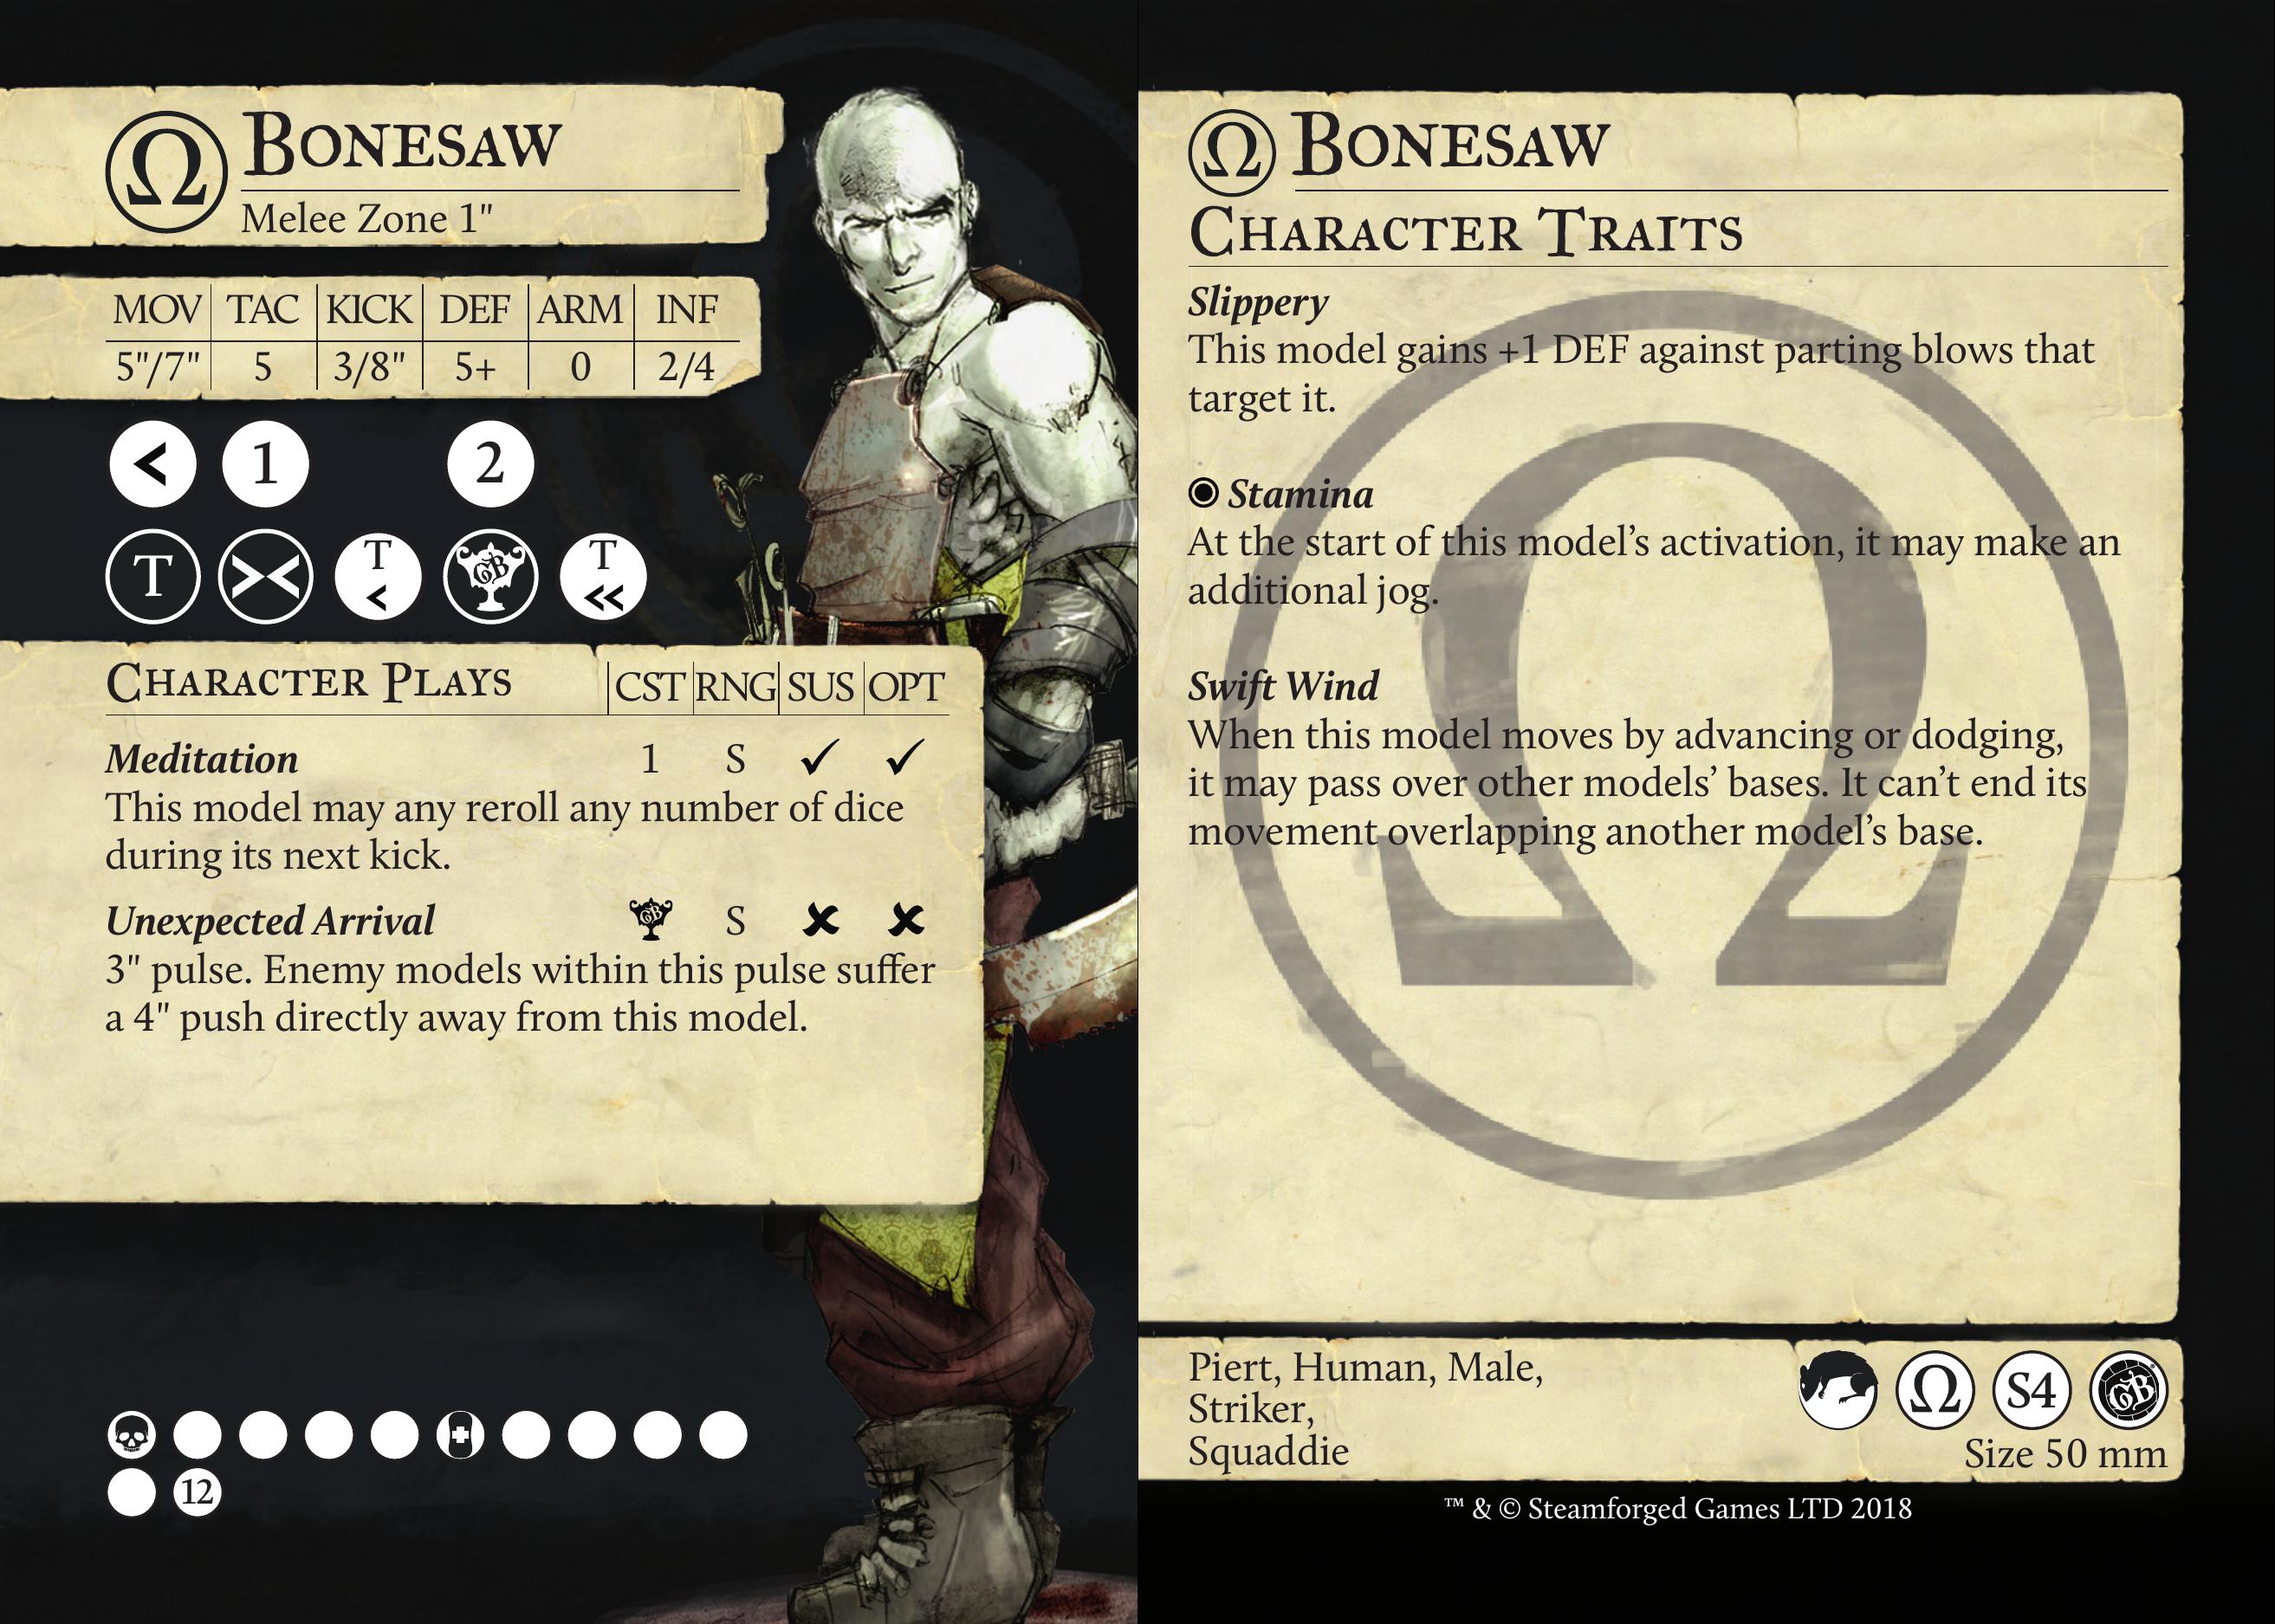 Ω BONESAW
Melee Zone 1"
MOV TAC KICK DEF ARM INF
5"/7" 5 3/8" 5+ 0 2/4
< 1 2
T >< T < GB T <<
CHARACTER PLAYS CST RNG SUS OPT
Meditation 1 S ✓ ✓
This model may any reroll any number of dice
during its next kick.
Unexpected Arrival GB S ✘ ✘
3" pulse. Enemy models within this pulse suffer
a 4" push directly away from this model.
12
Ω BONESAW
CHARACTER TRAITS
Slippery
This model gains +1 DEF against parting blows that
target it.
Stamina
At the start of this model’s activation, it may make an
additional jog.
Swift Wind
When this model moves by advancing or dodging,
it may pass over other models’ bases. It can’t end its
movement overlapping another model’s base.
Ω
Piert, Human, Male,
Striker,
Squaddie
Ω S4 GB
Size 50 mm
™ & © Steamforged Games LTD 2018